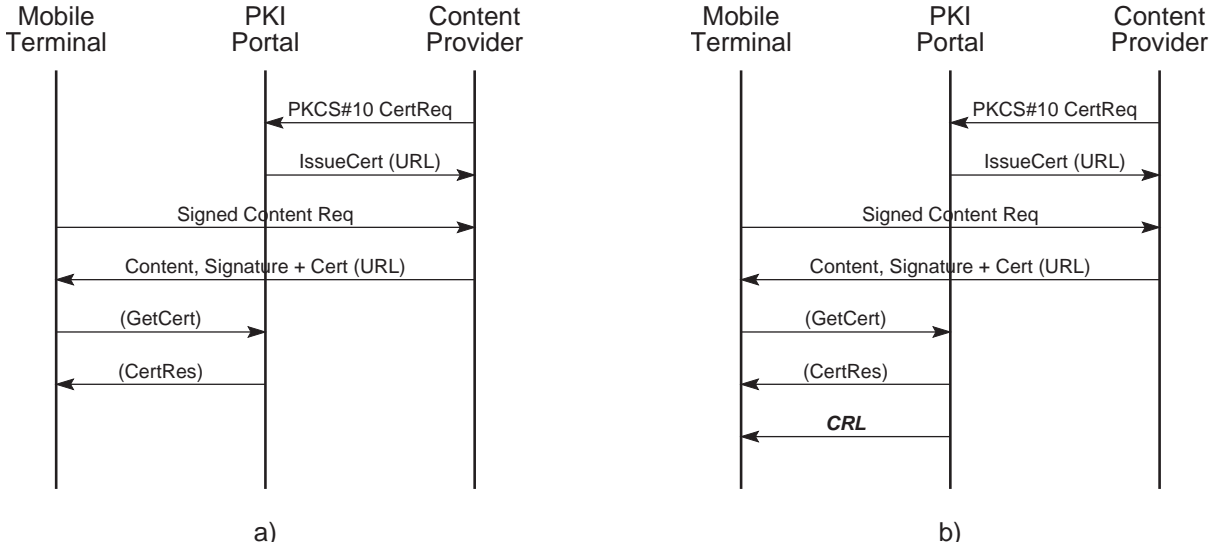 Mobile
Terminal
PKI
Portal
Content
Provider
PKCS#10 CertReq
IssueCert (URL)
Signed Content Req
Content, Signature + Cert (URL)
(GetCert)
(CertRes)
a)
Mobile
Terminal
PKI
Portal
Content
Provider
PKCS#10 CertReq
IssueCert (URL)
Signed Content Req
Content, Signature + Cert (URL)
(GetCert)
(CertRes)
CRL
b)